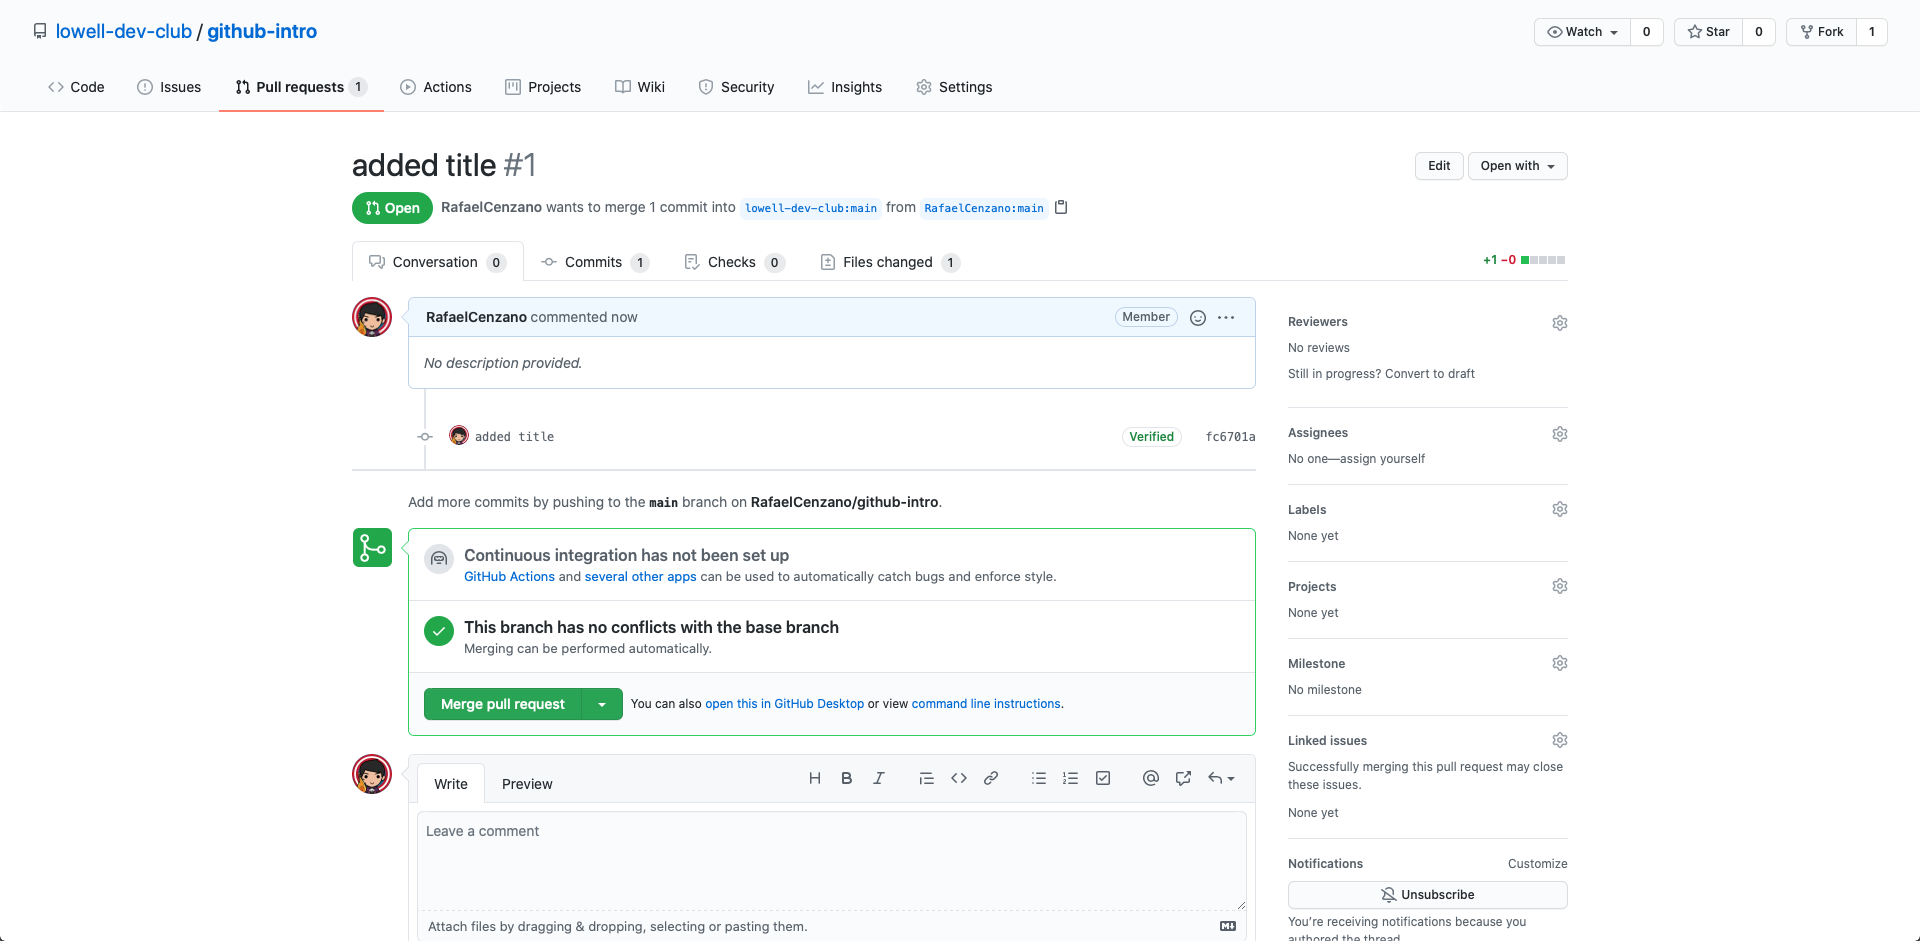 lowell-dev-club / github-intro
Watch 0 Star 0 Fork 1
Code Issues Pull requests 1 Actions Projects Wiki Security Insights Settings
added title #1
Edit Open with
Open RafaelCenzano wants to merge 1 commit into lowell-dev-club:main from RafaelCenzano:main
Conversation 0 Commits 1 Checks 0 Files changed 1 +1 −0
RafaelCenzano commented now Member
No description provided.
added title Verified fc6701a
Add more commits by pushing to the main branch on RafaelCenzano/github-intro.
Continuous integration has not been set up
GitHub Actions and several other apps can be used to automatically catch bugs and enforce style.
This branch has no conflicts with the base branch
Merging can be performed automatically.
Merge pull request You can also open this in GitHub Desktop or view command line instructions.
Write Preview
Leave a comment
Attach files by dragging & dropping, selecting or pasting them.
Reviewers
No reviews
Still in progress? Convert to draft
Assignees
No one—assign yourself
Labels
None yet
Projects
None yet
Milestone
No milestone
Linked issues
Successfully merging this pull request may close
these issues.
None yet
Notifications Customize
Unsubscribe
You're receiving notifications because you
authored the thread.